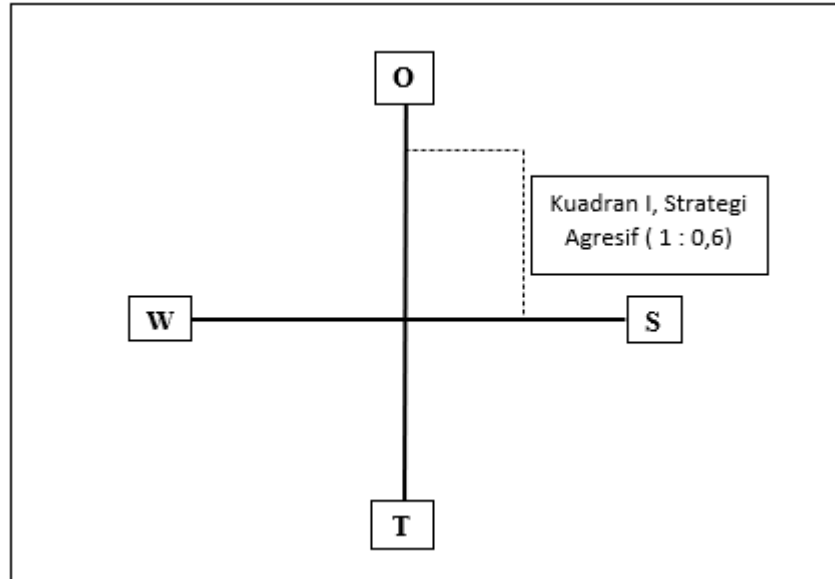 O
Kuadran I, Strategi
Agresif ( 1 : 0,6)
W
S
T